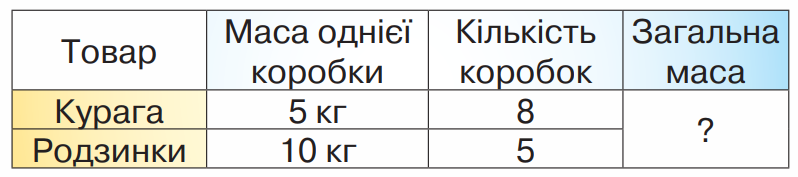 Товар
Маса однієї
коробки
Кількість
коробок
Загальна
маса
Курага
5 кг
8
?
Родзинки
10 кг
5